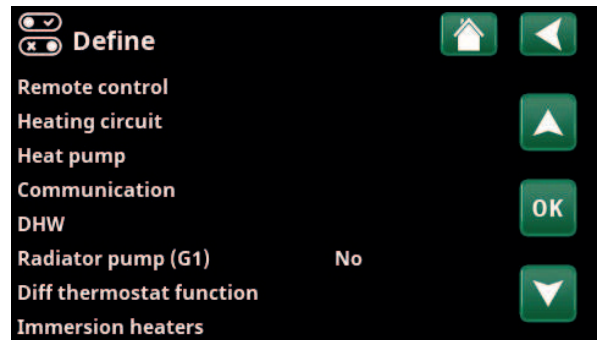 Define
Remote control
Heating circuit
Heat pump
Communication
DHW
OK
Radiator pump (G1) No
Diff thermostat function
Immersion heaters